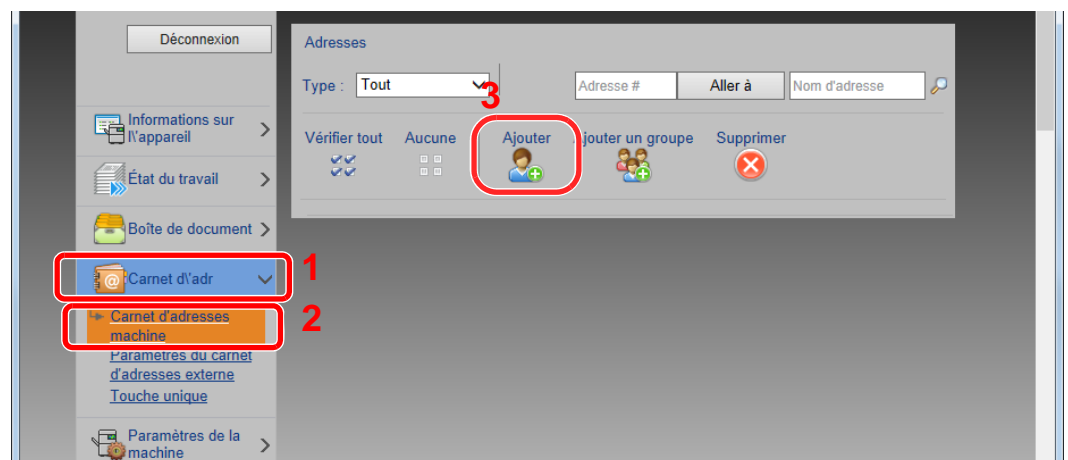 Déconnexion
Adresses
Type : Tout
Adresse #
Aller à
Nom d'adresse
3
Vérifier tout
Aucune
Ajouter
Ajouter un groupe
Supprimer
Informations sur
l\'appareil
État du travail
Boîte de document
Carnet d\'adr
1
Carnet d'adresses
machine
2
Paramètres du carnet
d'adresses externe
Touche unique
Paramètres de la
machine